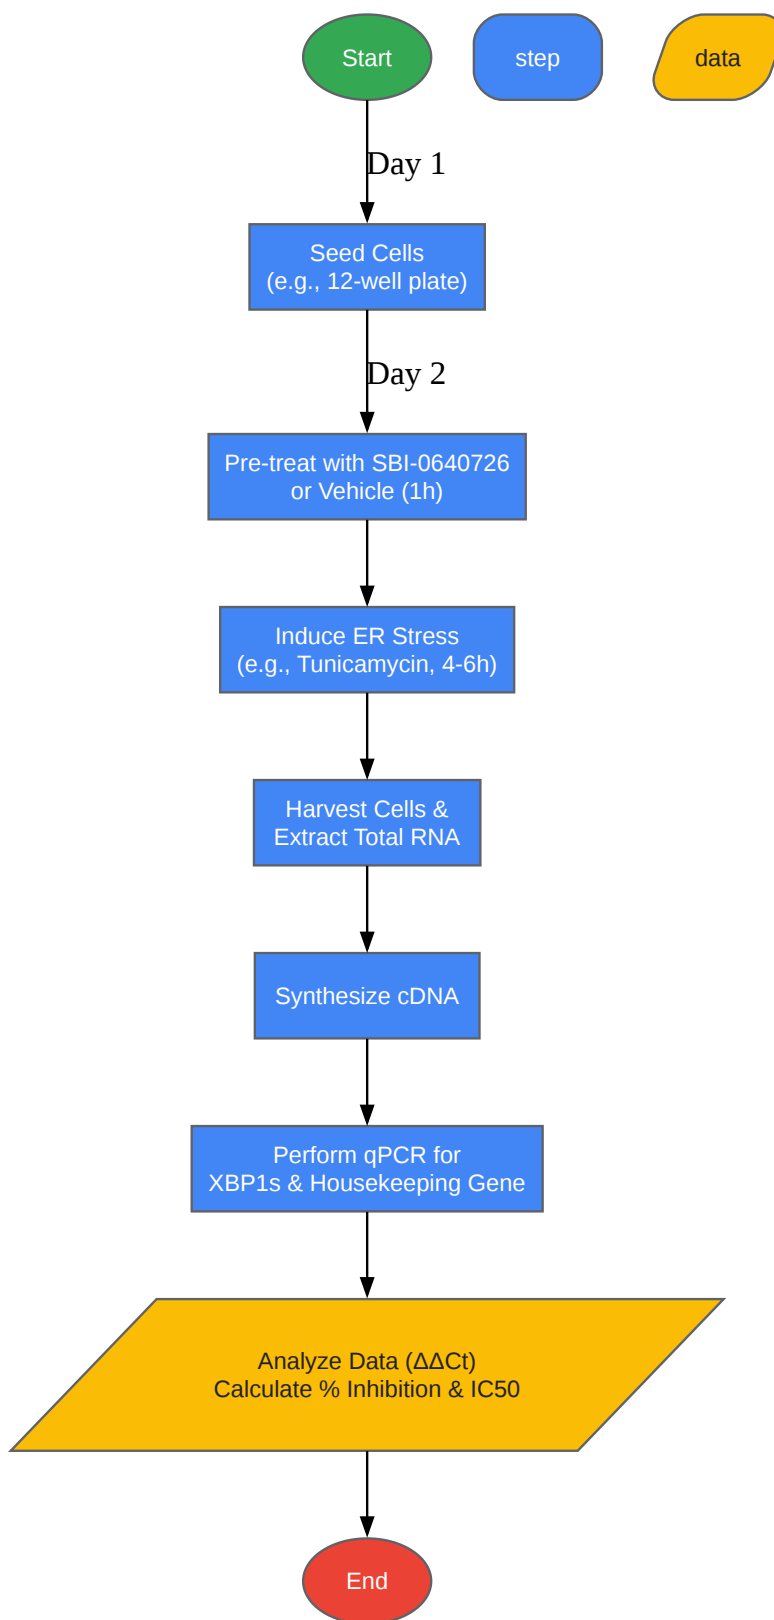 Start
step
data
Day 1
Seed Cells
(e.g., 12-well plate)
Day 2
Pre-treat with SBI-0640726
or Vehicle (1h)
Induce ER Stress
(e.g., Tunicamycin, 4-6h)
Harvest Cells &
Extract Total RNA
Synthesize cDNA
Perform qPCR for
XBP1s & Housekeeping Gene
Analyze Data (ΔΔCt)
Calculate % Inhibition & IC50
End